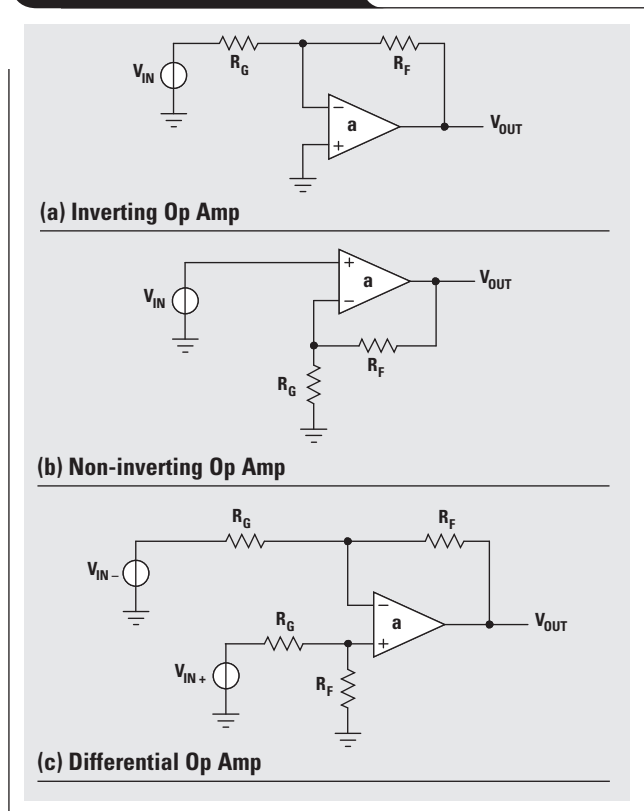 V_IN
R_G
R_F
−
a
+
V_OUT
(a) Inverting Op Amp
+
a
−
V_IN
V_OUT
R_F
R_G
(b) Non-inverting Op Amp
R_G
R_F
V_IN –
−
a
+
V_OUT
R_G
V_IN +
R_F
(c) Differential Op Amp